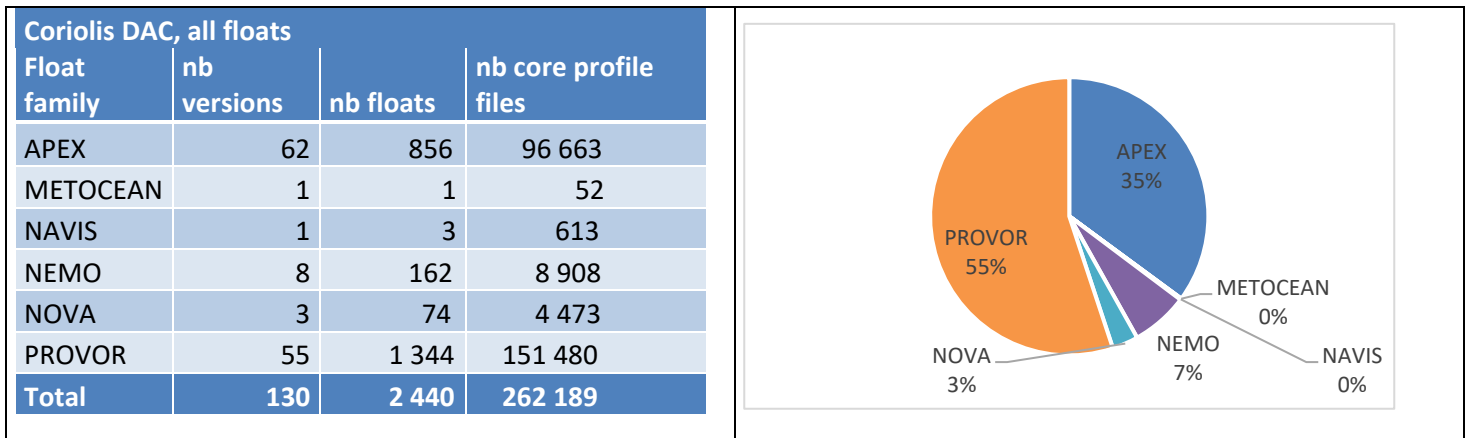 Coriolis DAC, all floats
Float family nb versions nb floats nb core profile files
APEX 62 856 96 663
METOCEAN 1 1 52
NAVIS 1 3 613
NEMO 8 162 8 908
NOVA 3 74 4 473
PROVOR 55 1 344 151 480
Total 130 2 440 262 189
APEX
35%
PROVOR
55%
METOCEAN
0%
NEMO
7%
NOVA
3%
NAVIS
0%